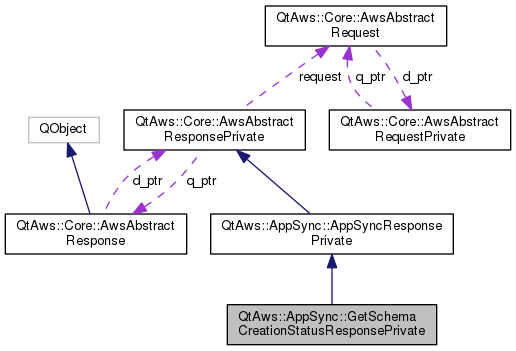 QtAws::Core::AwsAbstract
Request
request
q_ptr
d_ptr
QObject
QtAws::Core::AwsAbstract
ResponsePrivate
QtAws::Core::AwsAbstract
RequestPrivate
d_ptr
q_ptr
QtAws::Core::AwsAbstract
Response
QtAws::AppSync::AppSyncResponse
Private
QtAws::AppSync::GetSchema
CreationStatusResponsePrivate